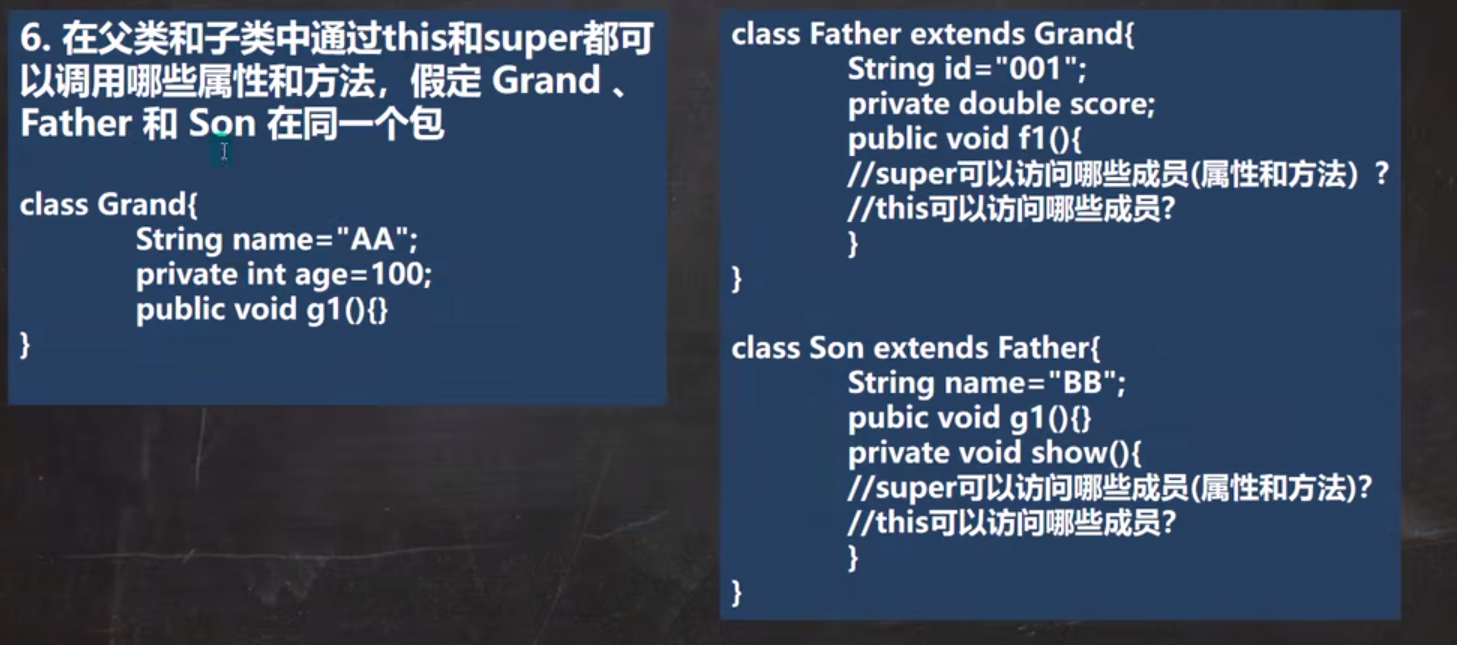 6. 在父类和子类中通过this和super都可
以调用哪些属性和方法，假定 Grand 、
Father 和 Son 在同一个包
class Grand{
String name="AA";
private int age=100;
public void g1(){}
}
class Father extends Grand{
String id="001";
private double score;
public void f1(){
//super可以访问哪些成员(属性和方法）?
//this可以访问哪些成员?
}
}
class Son extends Father{
String name="BB";
pubic void g1(){}
private void show(){
//super可以访问哪些成员(属性和方法)?
//this可以访问哪些成员?
}
}